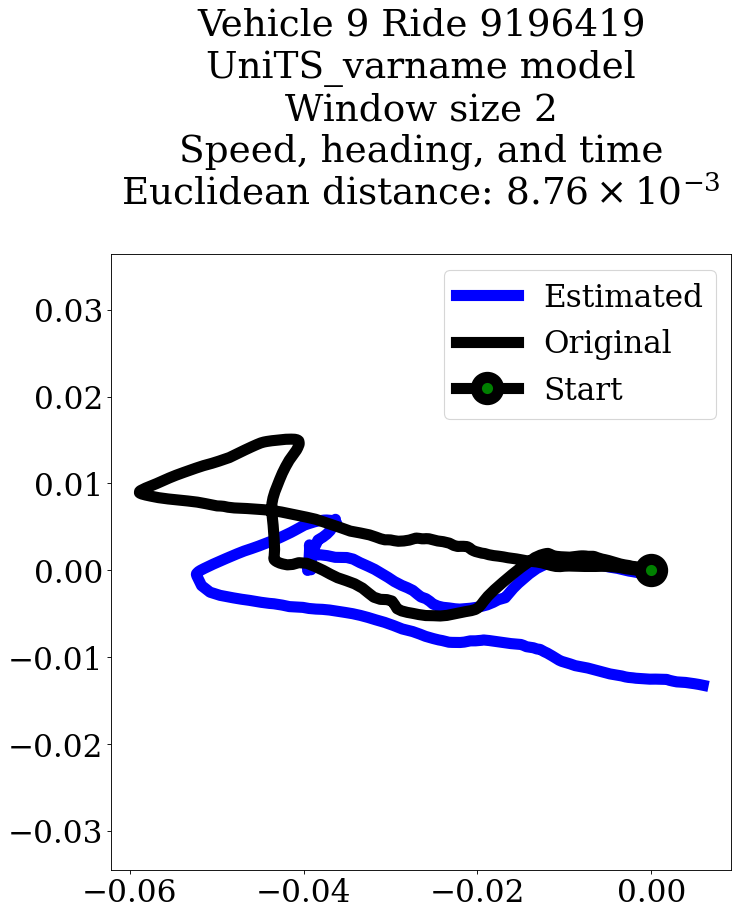 Vehicle 9 Ride 9196419
UniTS_varname model
Window size 2
Speed, heading, and time
Euclidean distance: 8.76 × 10⁻³
Estimated
Original
Start
0.03
0.02
0.01
0.00
−0.01
−0.02
−0.03
−0.06 −0.04 −0.02 0.00